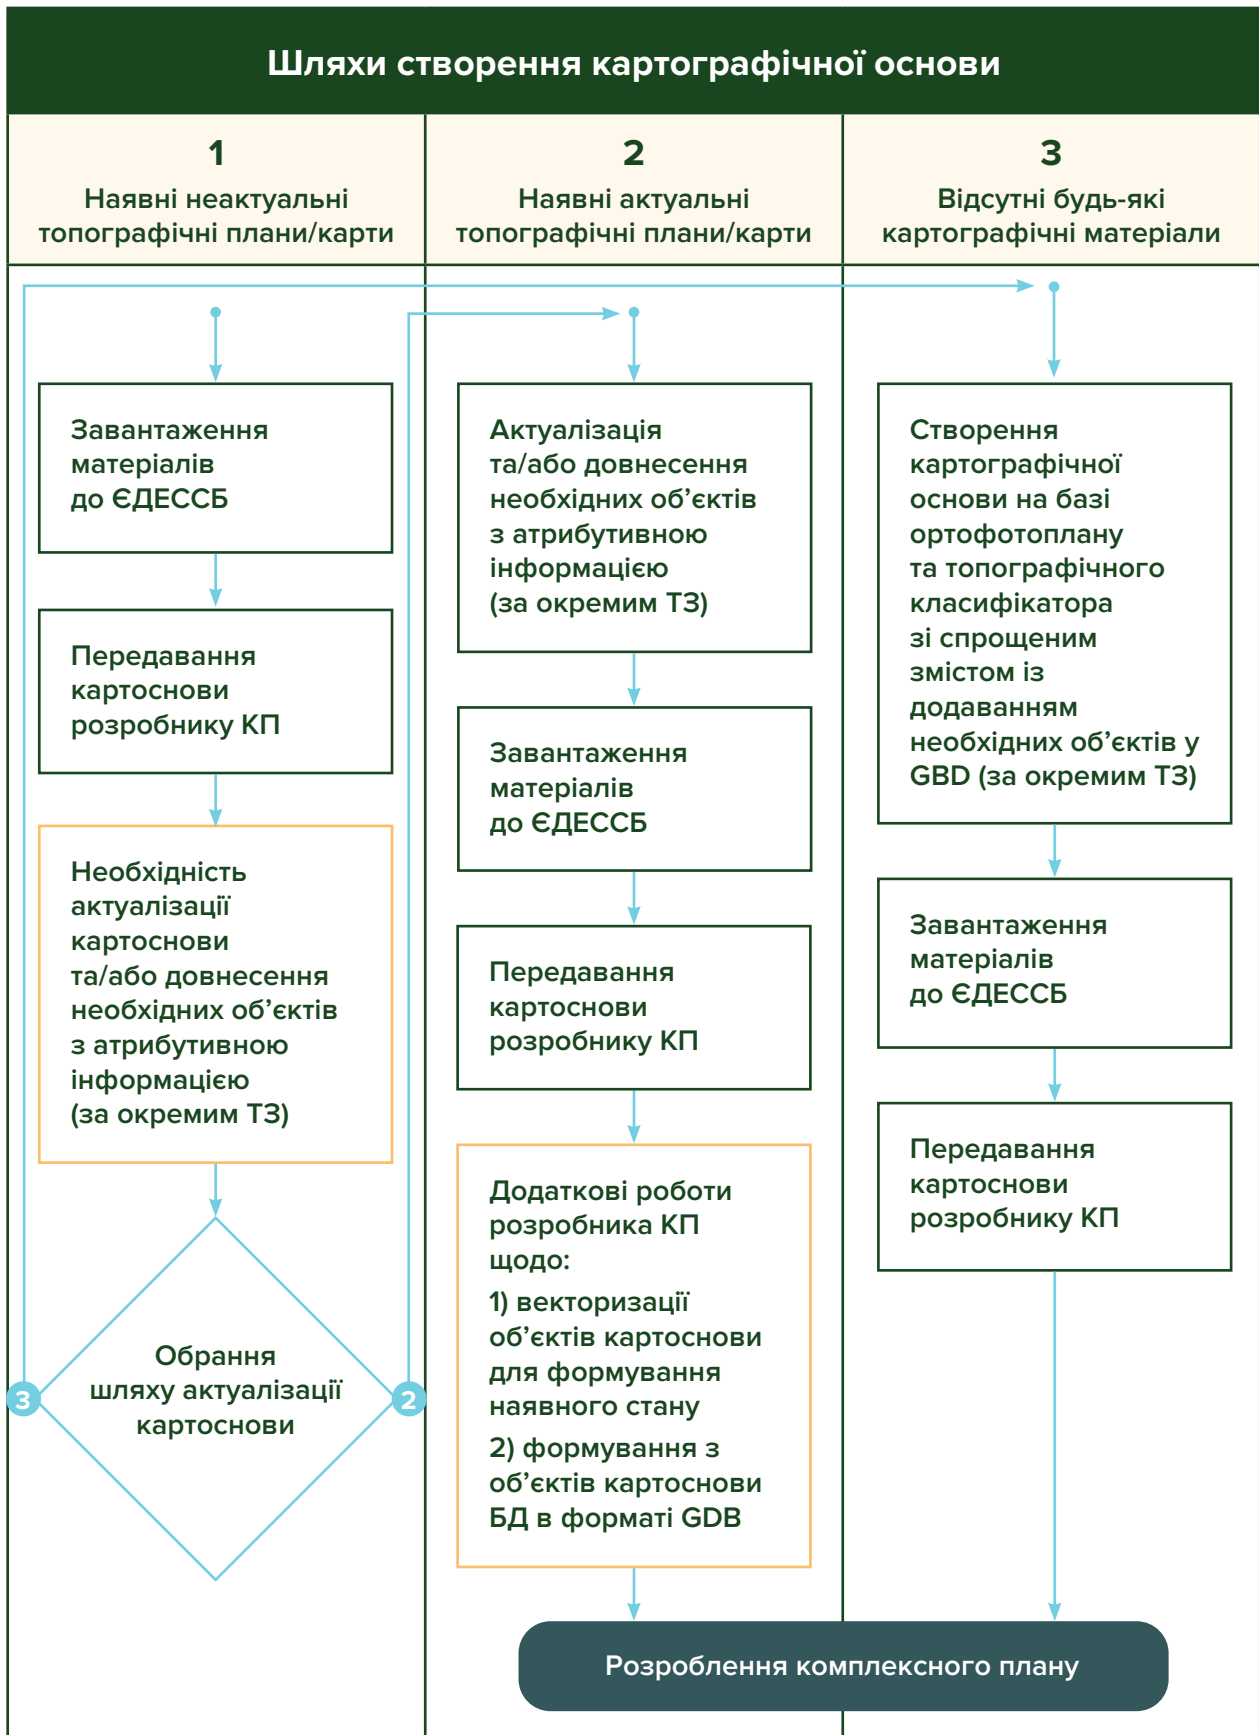 Шляхи створення картографічної основи
1
Наявні неактуальні
топографічні плани/карти
2
Наявні актуальні
топографічні плани/карти
3
Відсутні будь-які
картографічні матеріали
Завантаження
матеріалів
до ЄДЕССБ
Передавання
картоснови
розробнику КП
Необхідність
актуалізації
картоснови
та/або довнесення
необхідних об’єктів
з атрибутивною
інформацією
(за окремим ТЗ)
Обрання
шляху актуалізації
картоснови
3
2
Актуалізація
та/або довнесення
необхідних об’єктів
з атрибутивною
інформацією
(за окремим ТЗ)
Завантаження
матеріалів
до ЄДЕССБ
Передавання
картоснови
розробнику КП
Додаткові роботи
розробника КП
щодо:
1) векторизації
об’єктів картоснови
для формування
наявного стану
2) формування з
об’єктів картоснови
БД в форматі GDB
Створення
картографічної
основи на базі
ортофотоплану
та топографічного
класифікатора
зі спрощеним
змістом із
додаванням
необхідних об’єктів у
GBD (за окремим ТЗ)
Завантаження
матеріалів
до ЄДЕССБ
Передавання
картоснови
розробнику КП
Розроблення комплексного плану